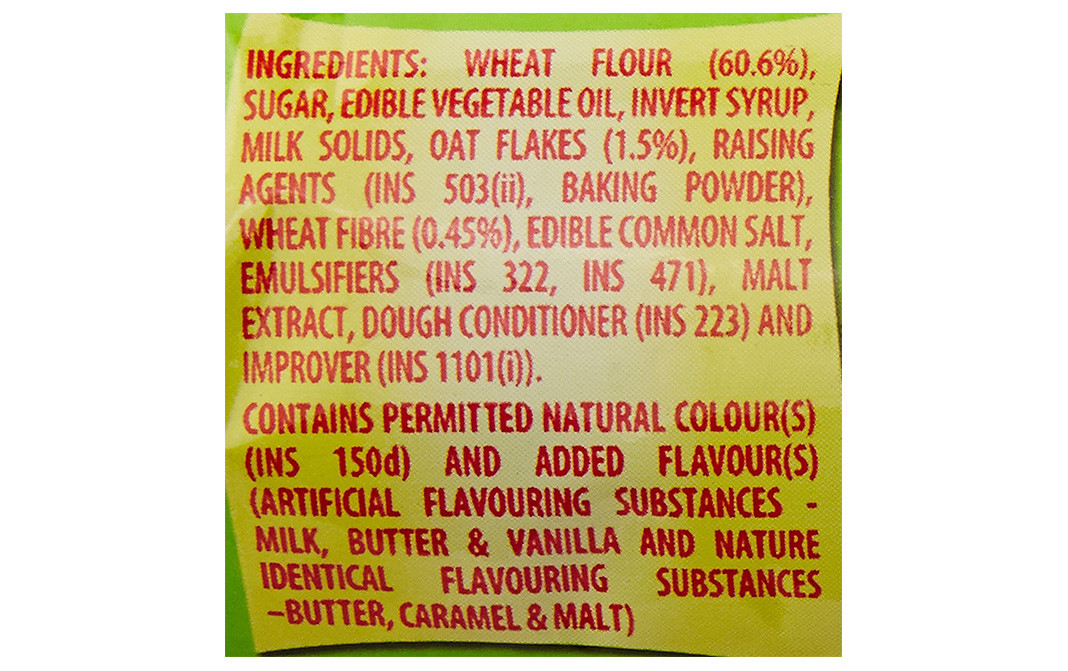 INGREDIENTS: WHEAT FLOUR (60.6%),
SUGAR, EDIBLE VEGETABLE OIL, INVERT SYRUP,
MILK SOLIDS, OAT FLAKES (1.5%), RAISING
AGENTS (INS 503(ii), BAKING POWDER),
WHEAT FIBRE (0.45%), EDIBLE COMMON SALT,
EMULSIFIERS (INS 322, INS 471), MALT
EXTRACT, DOUGH CONDITIONER (INS 223) AND
IMPROVER (INS 1101(i)).
CONTAINS PERMITTED NATURAL COLOUR(S)
(INS 150d) AND ADDED FLAVOUR(S)
(ARTIFICIAL FLAVOURING SUBSTANCES -
MILK, BUTTER & VANILLA AND NATURE
IDENTICAL FLAVOURING SUBSTANCES
–BUTTER, CARAMEL & MALT)